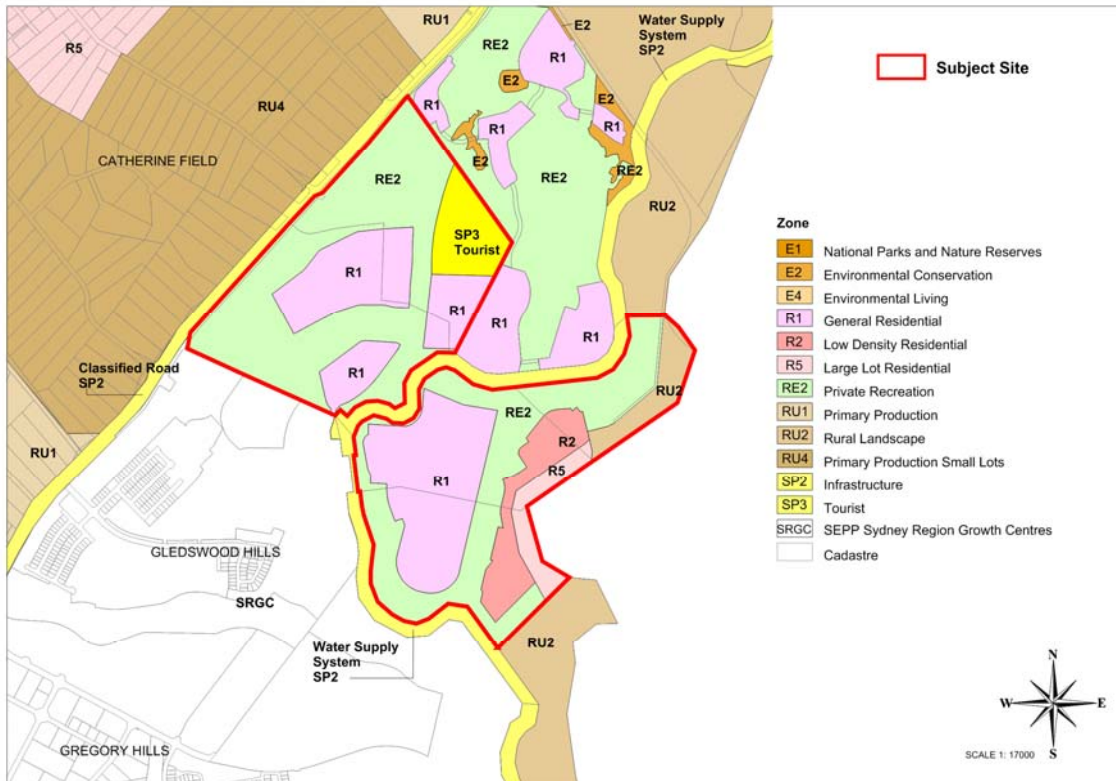 RU1
E2
Water Supply
System
SP2
R5
RE2
R1
E2
Subject Site
RU4
R1
E2
R1
R1
CATHERINE FIELD
E2
RE2
RE2
RE2
RU2
SP3
Tourist
R1
R1
R1
R1
Classified Road
SP2
R1
RU2
RE2
R2
R5
RU1
R1
GLEDSWOOD HILLS
SRGC
RU2
Water Supply
System
SP2
GREGORY HILLS
Zone
E1 National Parks and Nature Reserves
E2 Environmental Conservation
E4 Environmental Living
R1 General Residential
R2 Low Density Residential
R5 Large Lot Residential
RE2 Private Recreation
RU1 Primary Production
RU2 Rural Landscape
RU4 Primary Production Small Lots
SP2 Infrastructure
SP3 Tourist
SRGC SEPP Sydney Region Growth Centres
Cadastre
N
W E
S
SCALE 1: 17000